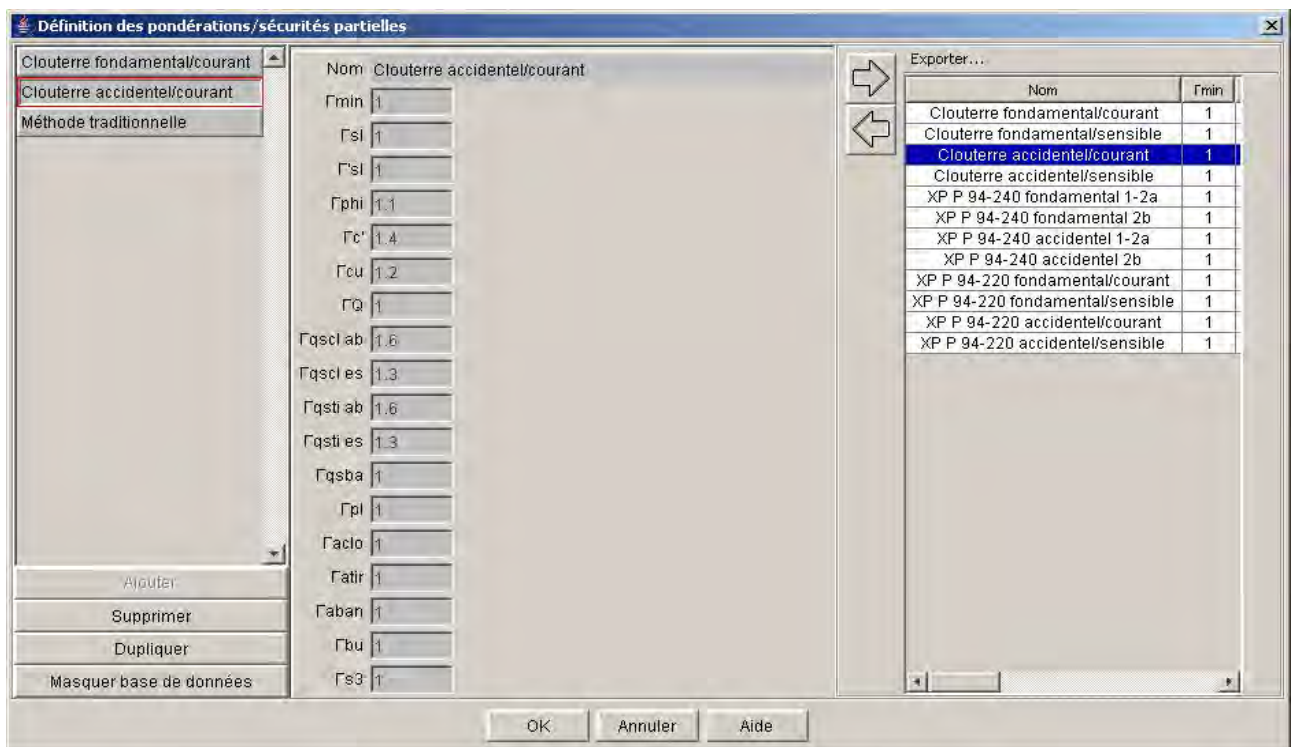 Définition des pondérations/sécurités partielles
Clouterre fondamental/courant
Clouterre accidentel/courant
Méthode traditionnelle
Ajouter
Supprimer
Dupliquer
Masquer base de données
Nom Clouterre accidentel/courant
Γmin 1
Γsl 1
Γ'sl 1
Γphi 1.1
Γc' 1.4
Γcu 1.2
ΓQ 1
Γqscl ab 1.6
Γqscl es 1.3
Γqsti ab 1.6
Γqsti es 1.3
Γqsba 1
Γpl 1
Γaclo 1
Γatir 1
Γaban 1
Γbu 1
Γs3 1
Exporter...
Nom Γmin
Clouterre fondamental/courant 1
Clouterre fondamental/sensible 1
Clouterre accidentel/courant 1
Clouterre accidentel/sensible 1
XP P 94-240 fondamental 1-2a 1
XP P 94-240 fondamental 2b 1
XP P 94-240 accidentel 1-2a 1
XP P 94-240 accidentel 2b 1
XP P 94-220 fondamental/courant 1
XP P 94-220 fondamental/sensible 1
XP P 94-220 accidentel/courant 1
XP P 94-220 accidentel/sensible 1
OK Annuler Aide